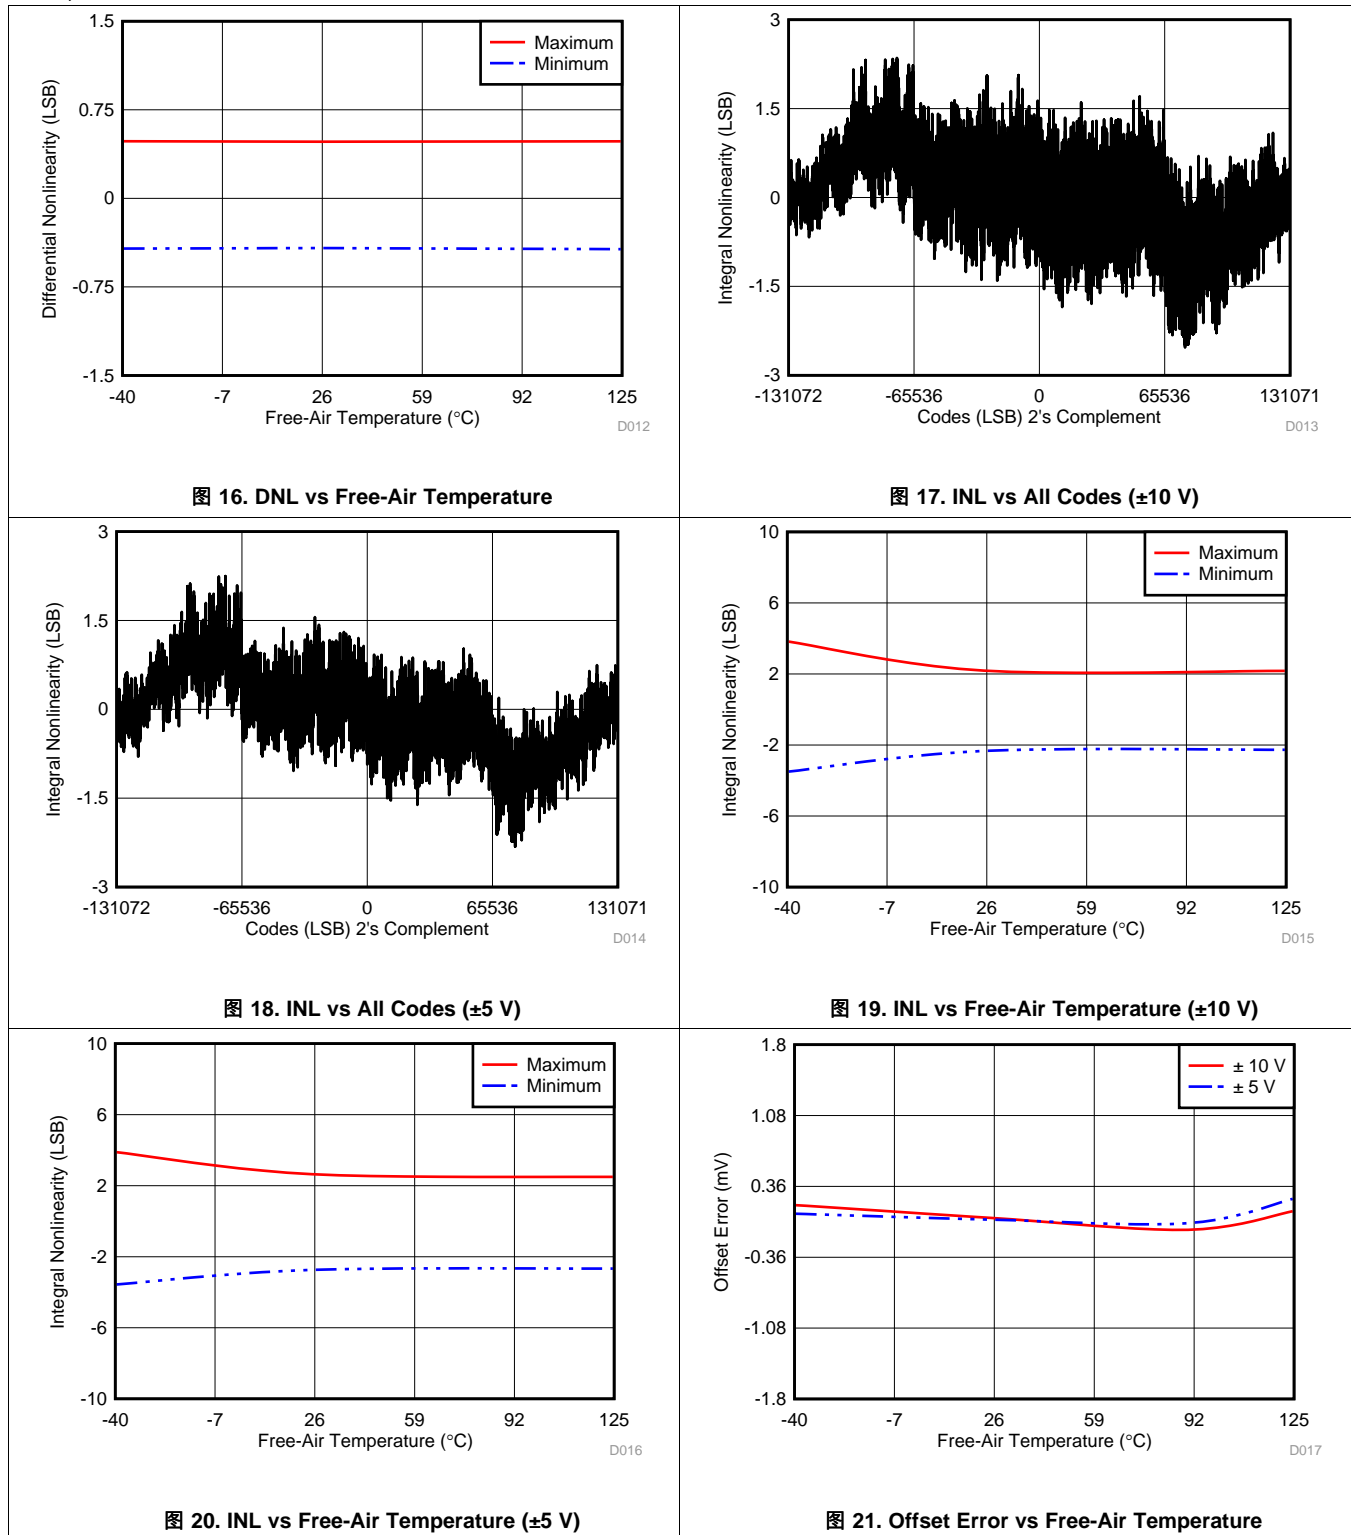 1.5
0.75
0
-0.75
-1.5
Differential Nonlinearity (LSB)
Maximum
Minimum
-40 -7 26 59 92 125
Free-Air Temperature (°C)
D012
图 16. DNL vs Free-Air Temperature
3
1.5
0
-1.5
-3
Integral Nonlinearity (LSB)
-131072 -65536 0 65536 131071
Codes (LSB) 2's Complement
D013
图 17. INL vs All Codes (±10 V)
3
1.5
0
-1.5
-3
Integral Nonlinearity (LSB)
-131072 -65536 0 65536 131071
Codes (LSB) 2's Complement
D014
图 18. INL vs All Codes (±5 V)
10
6
2
-2
-6
-10
Integral Nonlinearity (LSB)
Maximum
Minimum
-40 -7 26 59 92 125
Free-Air Temperature (°C)
D015
图 19. INL vs Free-Air Temperature (±10 V)
10
6
2
-2
-6
-10
Integral Nonlinearity (LSB)
Maximum
Minimum
-40 -7 26 59 92 125
Free-Air Temperature (°C)
D016
图 20. INL vs Free-Air Temperature (±5 V)
1.8
1.08
0.36
-0.36
-1.08
-1.8
Offset Error (mV)
± 10 V
± 5 V
-40 -7 26 59 92 125
Free-Air Temperature (°C)
D017
图 21. Offset Error vs Free-Air Temperature